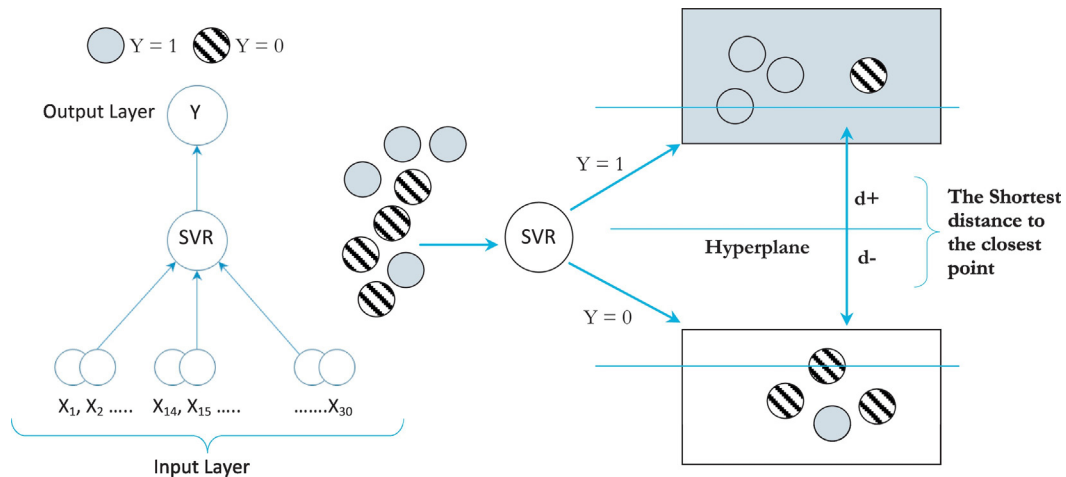 Y = 1
Y = 0
Output Layer
Y
SVR
X1, X2 .....
X14, X15 .....
.......X30
Input Layer
SVR
Y = 1
Y = 0
Hyperplane
d+
d-
The Shortest
distance to
the closest
point